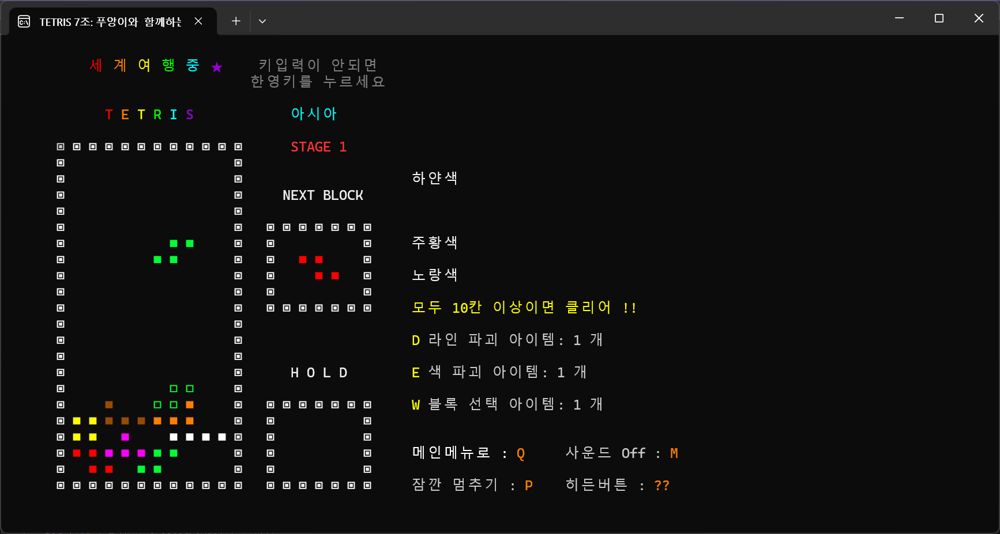 TETRIS 7조: 푸앙이와 함께하는
세계여행중★
키입력이 안되면
한영키를 누르세요
TETRIS
아시아
STAGE 1
하얀색
NEXT BLOCK
주황색
노랑색
모두 10칸 이상이면 클리어 !!
D 라인 파괴 아이템: 1 개
H O L D
E 색 파괴 아이템: 1 개
W 블록 선택 아이템: 1 개
메인메뉴로 : Q 사운드 Off : M
잠깐 멈추기 : P 히든버튼 : ??